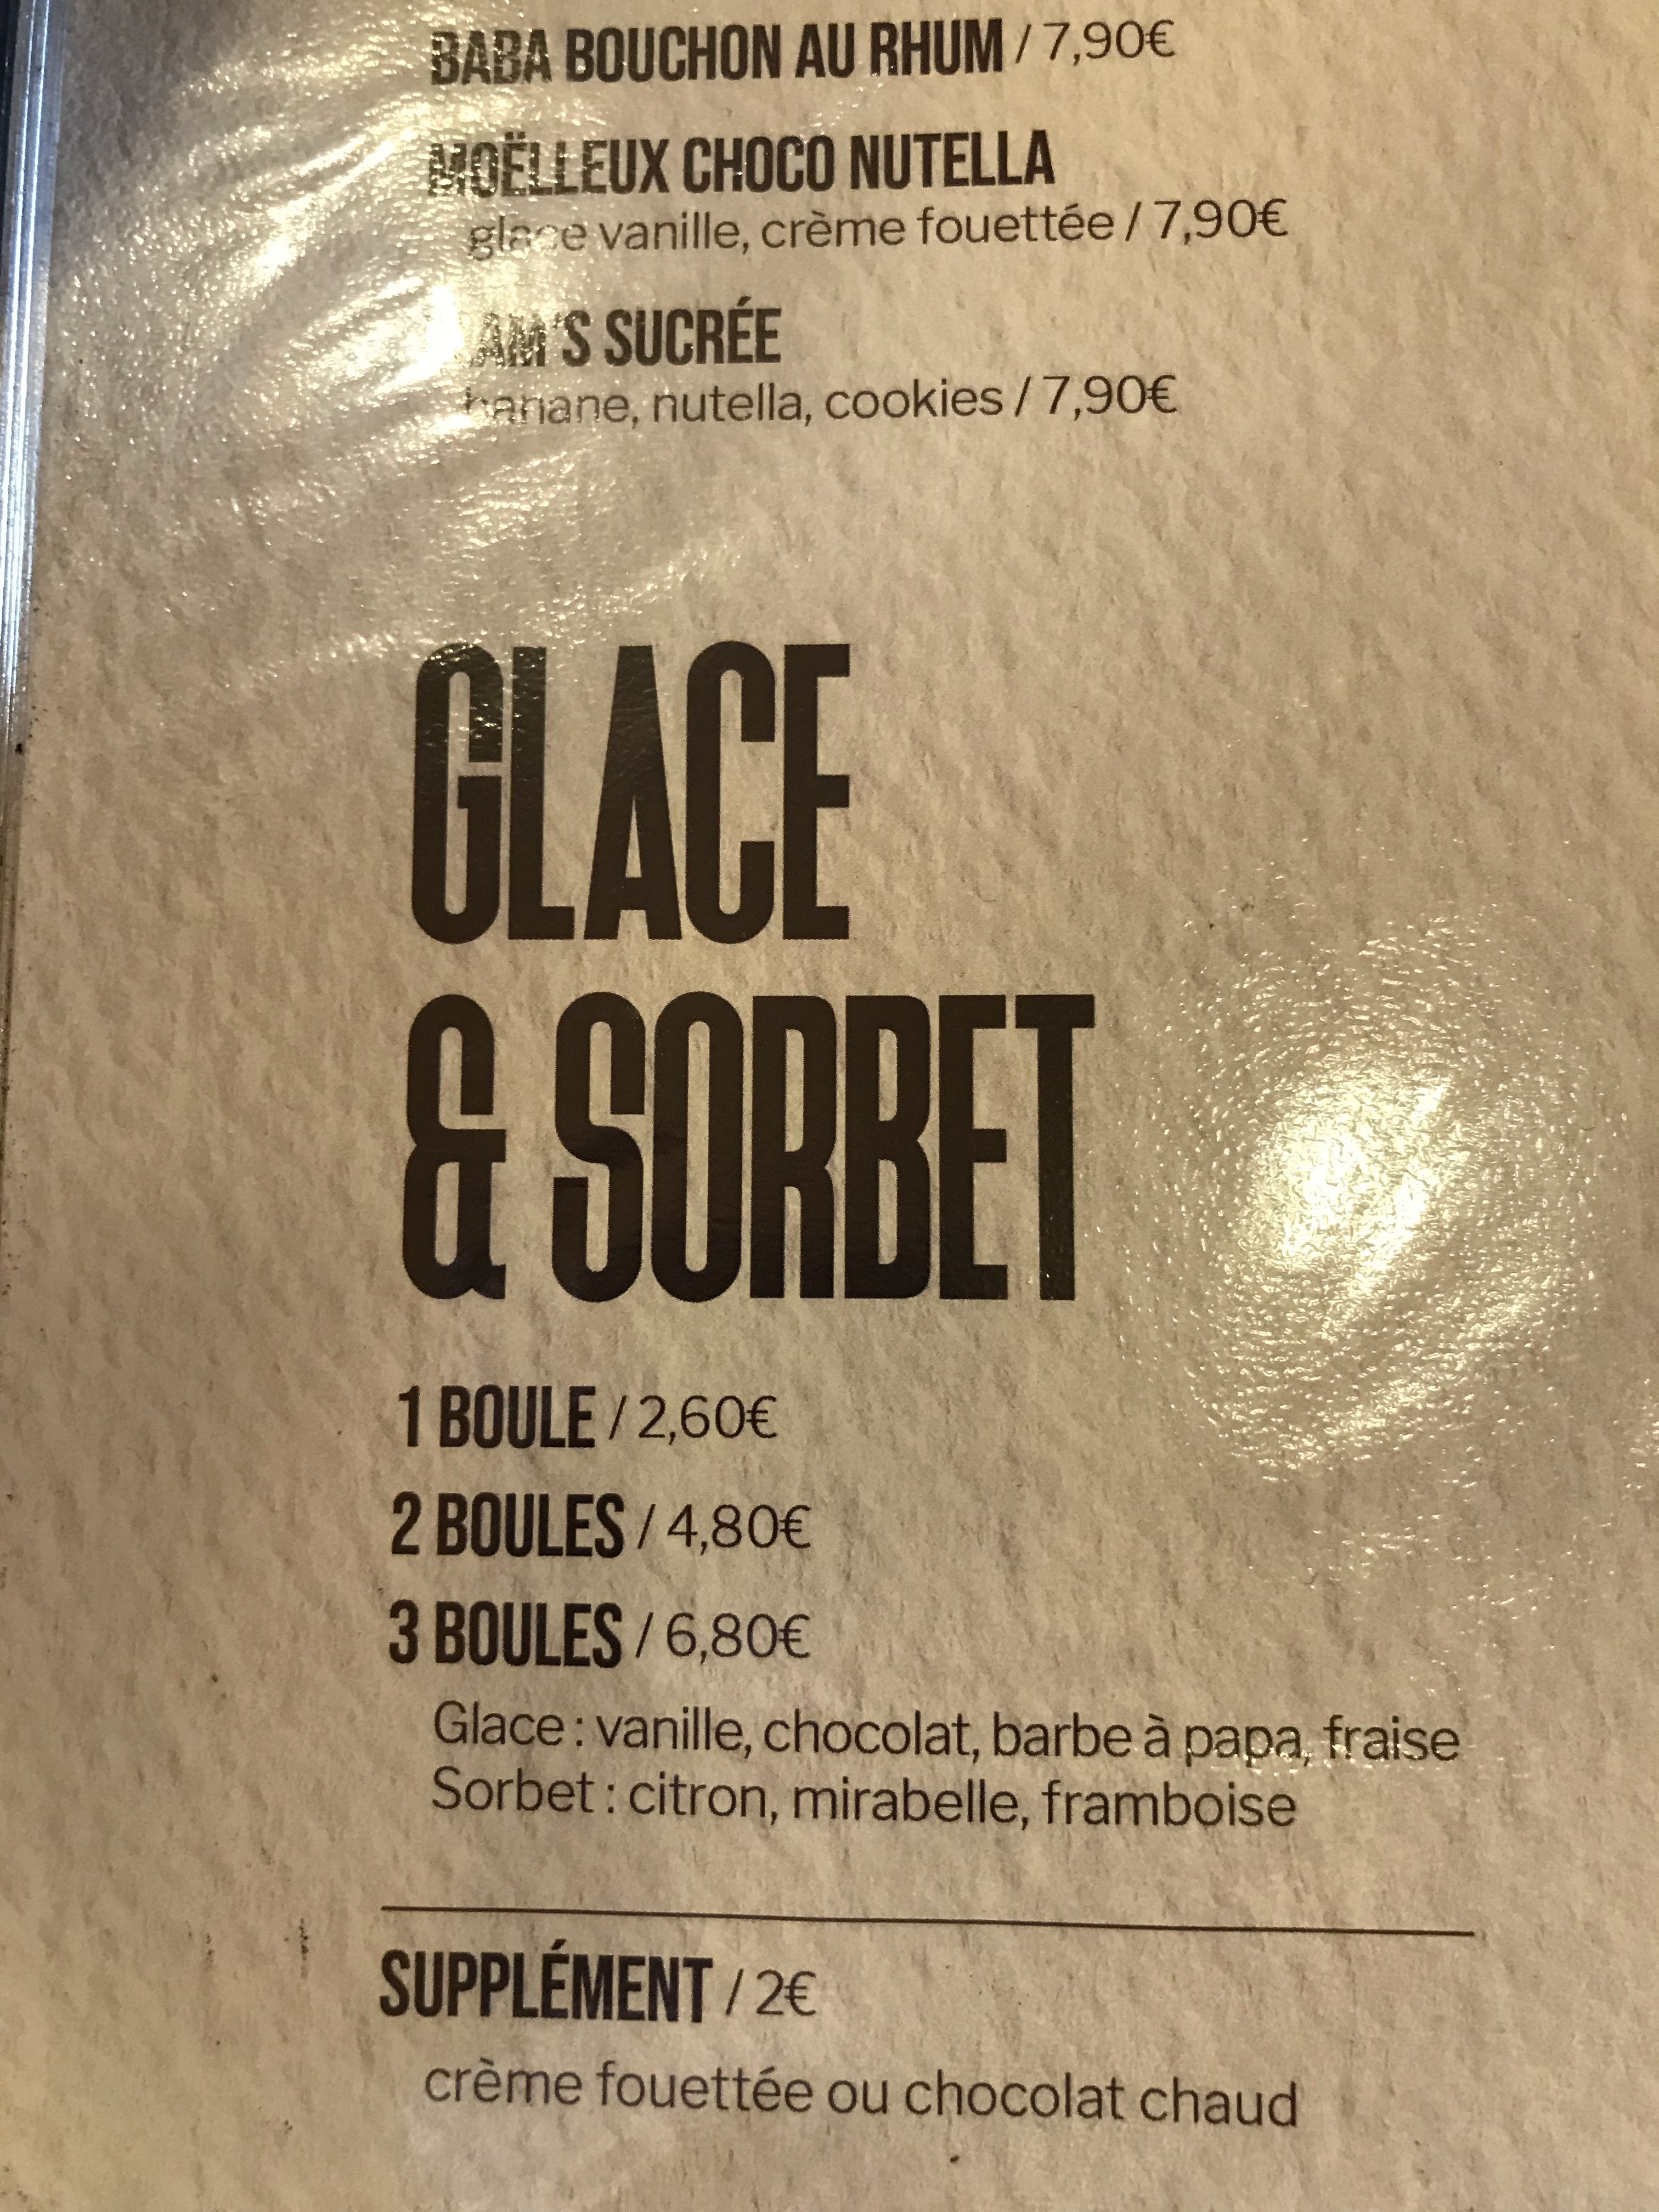 BABA BOUCHON AU RHUM / 7,90€
MOËLLEUX CHOCO NUTELLA
glace vanille, crème fouettée / 7,90€
SUCRÉE
banane, nutella, cookies / 7,90€
GLACE
& SORBET
1 BOULE / 2,60€
2 BOULES / 4,80€
3 BOULES / 6,80€
Glace : vanille, chocolat, barbe à papa, fraise
Sorbet : citron, mirabelle, framboise
SUPPLÉMENT / 2€
crème fouettée ou chocolat chaud